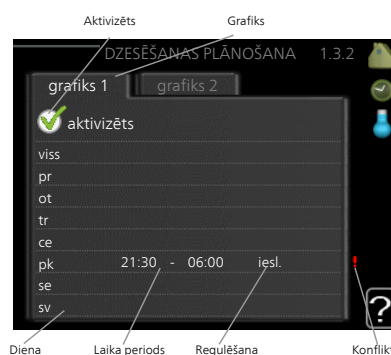 Aktivizēts Grafiks
DZESĒŠANAS PLĀNOŠANA 1.3.2
grafiks 1 grafiks 2
aktivizēts
viss
pr
ot
tr
ce
pk 21:30 - 06:00 iesl. !
se
sv
?
Diena Laika periods Regulēšana Konflikt